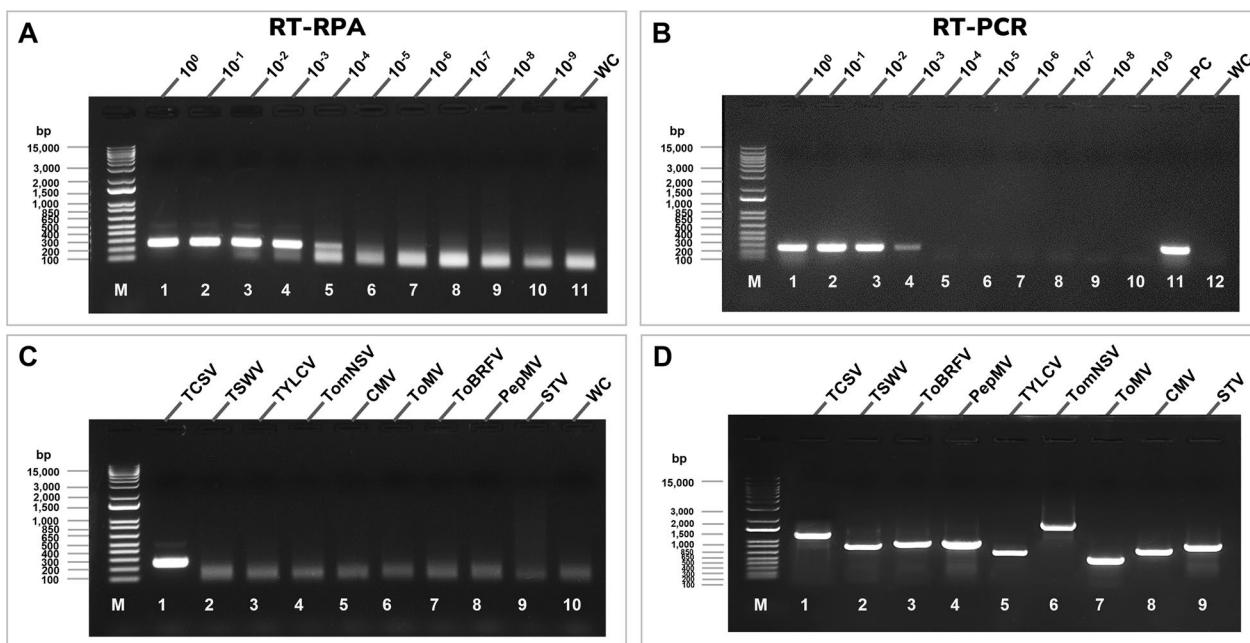 A
RT-RPA
10⁰ 10⁻¹ 10⁻² 10⁻³ 10⁻⁴ 10⁻⁵ 10⁻⁶ 10⁻⁷ 10⁻⁸ 10⁻⁹ WC
bp
15,000
3,000
2,000
1,500
1,000
850
650
500
400
300
200
100
M 1 2 3 4 5 6 7 8 9 10 11
B
RT-PCR
10⁰ 10⁻¹ 10⁻² 10⁻³ 10⁻⁴ 10⁻⁵ 10⁻⁶ 10⁻⁷ 10⁻⁸ 10⁻⁹ PC WC
bp
15,000
3,000
2,000
1,500
1,000
850
650
500
400
300
200
100
M 1 2 3 4 5 6 7 8 9 10 11 12
C
TCSV TSWV TYLCV TomNSV CMV ToMV ToBRFV PepMV STV WC
bp
15,000
3,000
2,000
1,500
1,000
850
650
500
400
300
200
100
M 1 2 3 4 5 6 7 8 9 10
D
TCSV TSWV ToBRFV PepMV TYLCV TomNSV ToMV CMV STV
bp
15,000
3,000
2,000
1,500
1,000
850
650
500
400
300
200
100
M 1 2 3 4 5 6 7 8 9